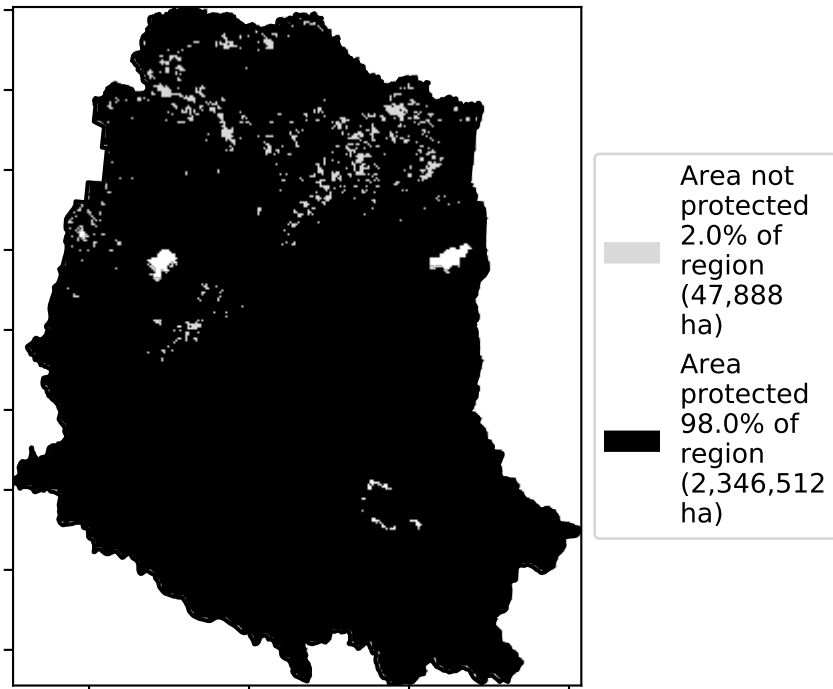 Area not
protected
2.0% of
region
(47,888
ha)
Area
protected
98.0% of
region
(2,346,512
ha)